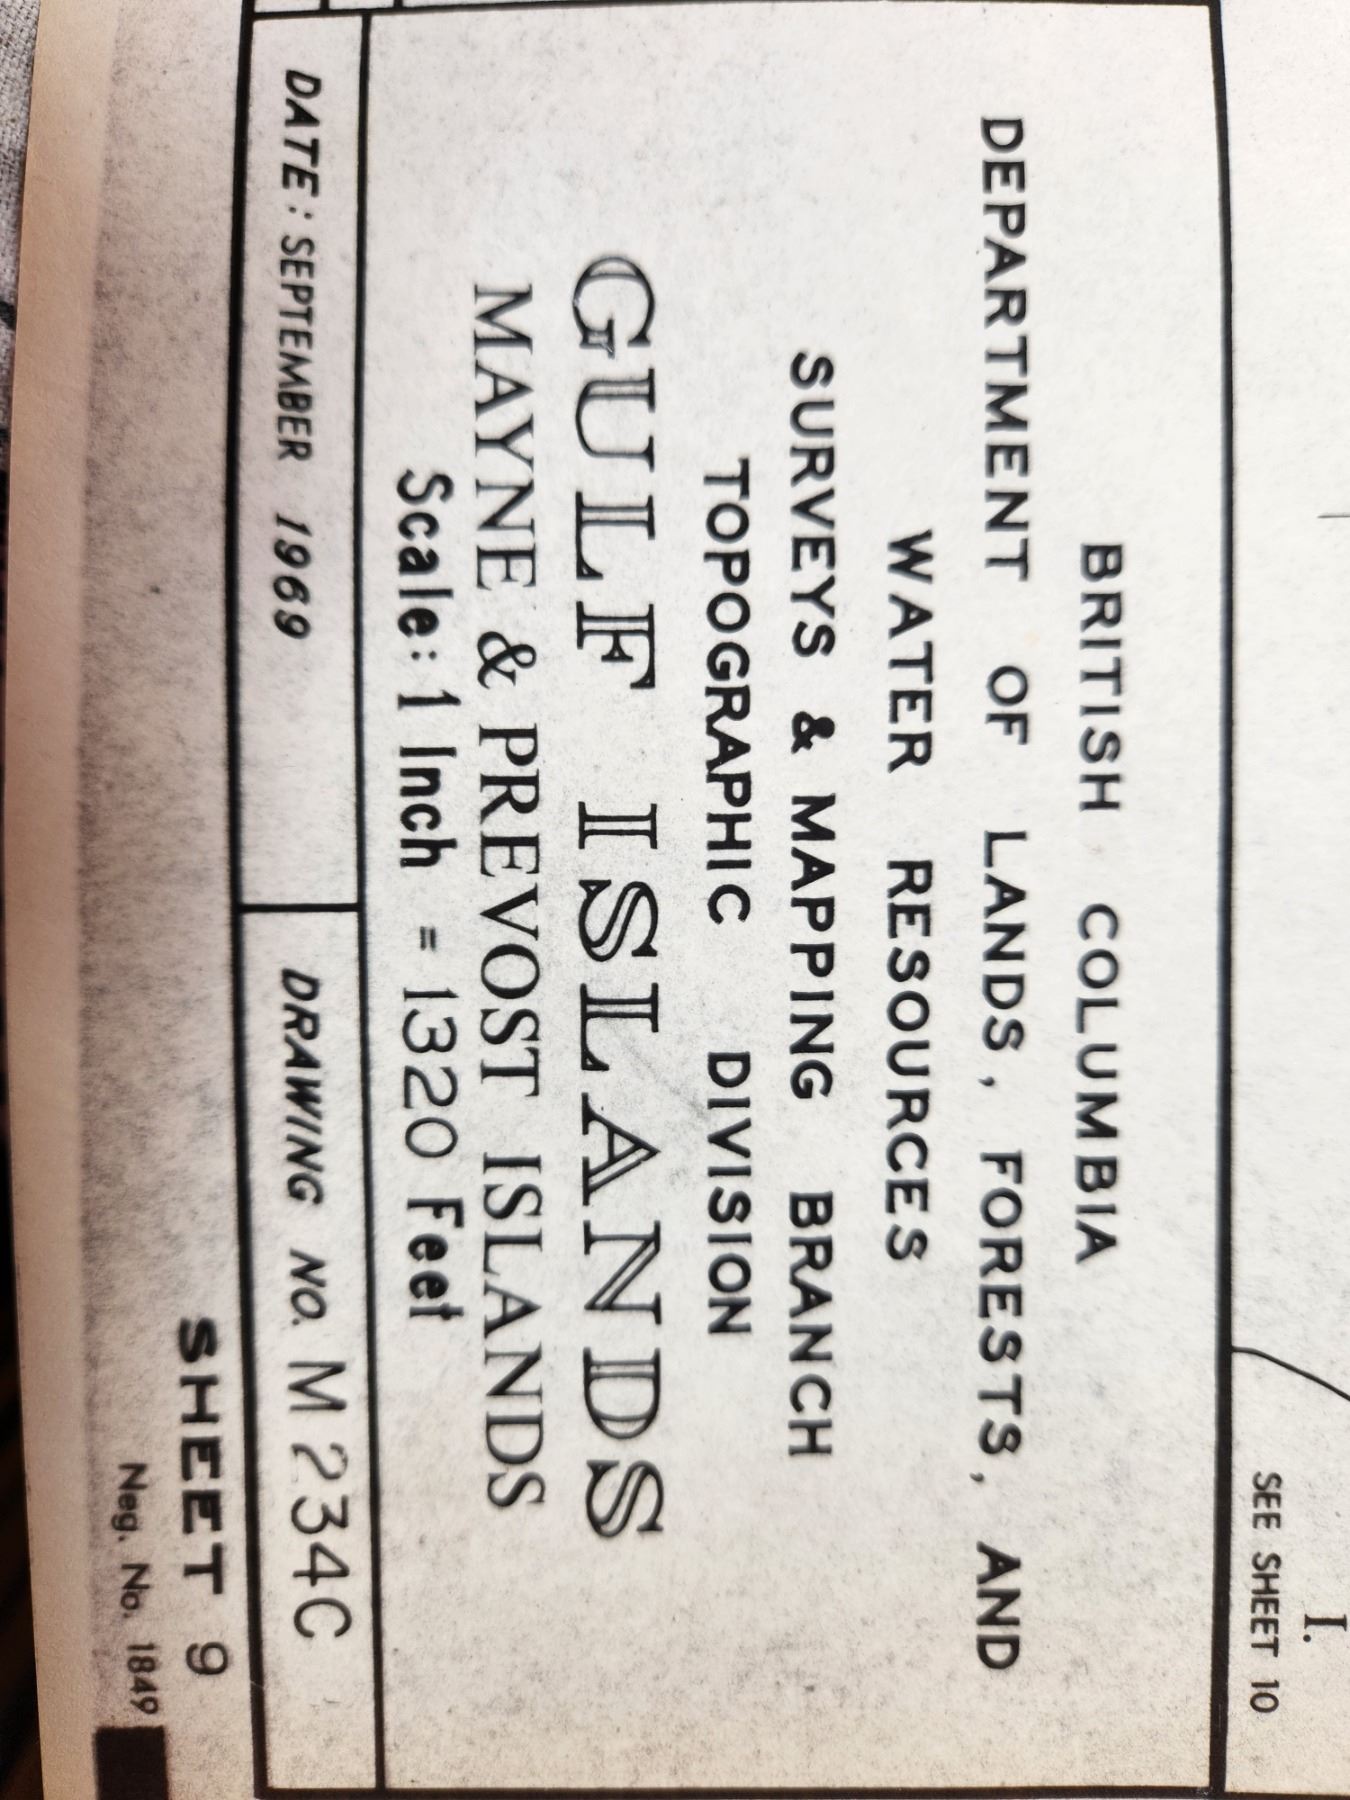 I.
SEE SHEET 10
BRITISH COLUMBIA
DEPARTMENT OF LANDS, FORESTS, AND
WATER RESOURCES
SURVEYS & MAPPING BRANCH
TOPOGRAPHIC DIVISION
GULF ISLANDS
MAYNE & PREVOST ISLANDS
Scale: 1 Inch = 1320 Feet
DATE: SEPTEMBER 1969
DRAWING NO. M 234C
SHEET 9
Neg. No. 1849